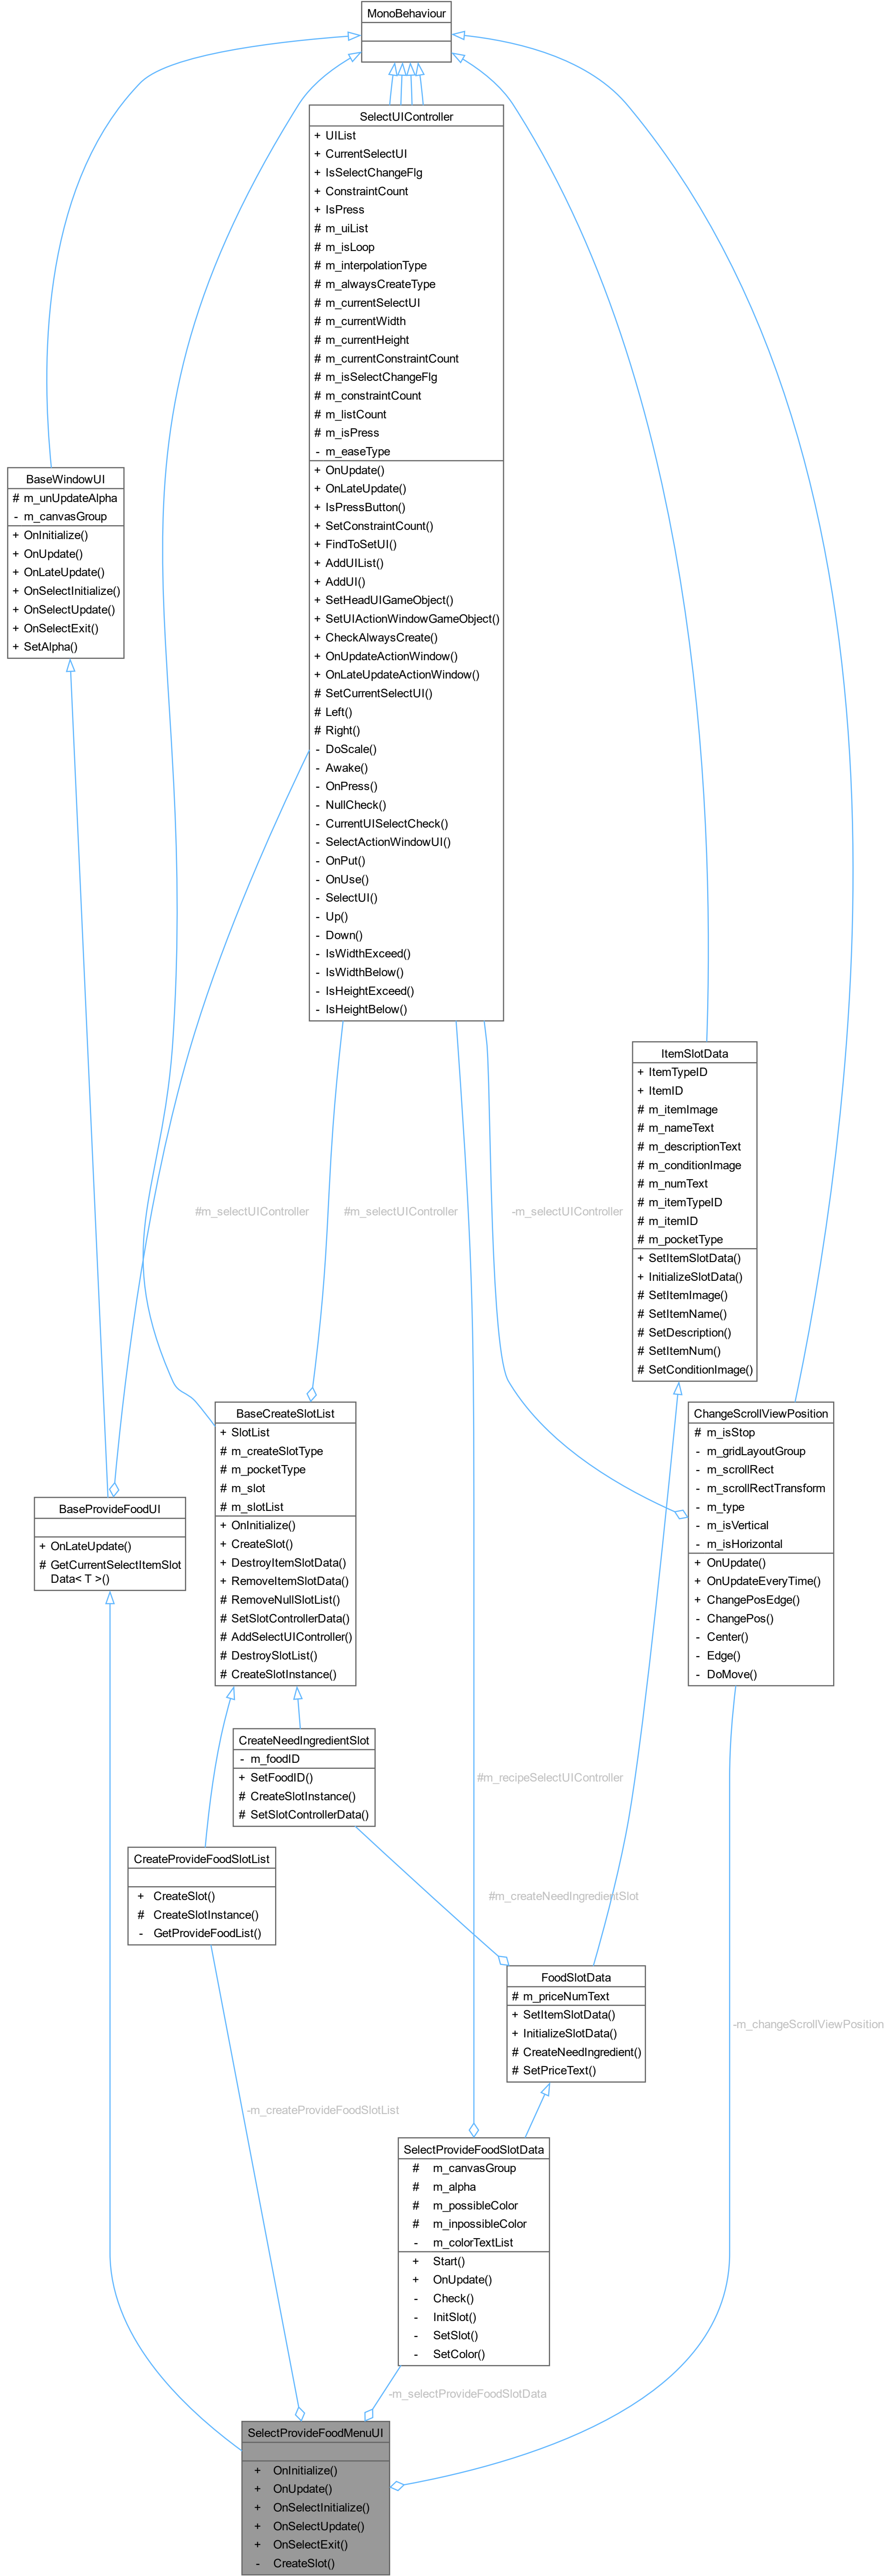 MonoBehaviour
SelectUIController
+ UIList
+ CurrentSelectUI
+ IsSelectChangeFlg
+ ConstraintCount
+ IsPress
# m_uiList
# m_isLoop
# m_interpolationType
# m_alwaysCreateType
# m_currentSelectUI
# m_currentWidth
# m_currentHeight
# m_currentConstraintCount
# m_isSelectChangeFlg
# m_constraintCount
# m_listCount
# m_isPress
- m_easeType
+ OnUpdate()
+ OnLateUpdate()
+ IsPressButton()
+ SetConstraintCount()
+ FindToSetUI()
+ AddUIList()
+ AddUI()
+ SetHeadUIGameObject()
+ SetUIActionWindowGameObject()
+ CheckAlwaysCreate()
+ OnUpdateActionWindow()
+ OnLateUpdateActionWindow()
# SetCurrentSelectUI()
# Left()
# Right()
- DoScale()
- Awake()
- OnPress()
- NullCheck()
- CurrentUISelectCheck()
- SelectActionWindowUI()
- OnPut()
- OnUse()
- SelectUI()
- Up()
- Down()
- IsWidthExceed()
- IsWidthBelow()
- IsHeightExceed()
- IsHeightBelow()
BaseWindowUI
# m_unUpdateAlpha
- m_canvasGroup
+ OnInitialize()
+ OnUpdate()
+ OnLateUpdate()
+ OnSelectInitialize()
+ OnSelectUpdate()
+ OnSelectExit()
+ SetAlpha()
ItemSlotData
+ ItemTypeID
+ ItemID
# m_itemImage
# m_nameText
# m_descriptionText
# m_conditionImage
# m_numText
# m_itemTypeID
# m_itemID
# m_pocketType
+ SetItemSlotData()
+ InitializeSlotData()
# SetItemImage()
# SetItemName()
# SetDescription()
# SetItemNum()
# SetConditionImage()
#m_selectUIController
#m_selectUIController
-m_selectUIController
BaseCreateSlotList
+ SlotList
# m_createSlotType
# m_pocketType
# m_slot
# m_slotList
+ OnInitialize()
+ CreateSlot()
+ DestroyItemSlotData()
+ RemoveItemSlotData()
# RemoveNullSlotList()
# SetSlotControllerData()
# AddSelectUIController()
# DestroySlotList()
# CreateSlotInstance()
ChangeScrollViewPosition
# m_isStop
- m_gridLayoutGroup
- m_scrollRect
- m_scrollRectTransform
- m_type
- m_isVertical
- m_isHorizontal
+ OnUpdate()
+ OnUpdateEveryTime()
+ ChangePosEdge()
- ChangePos()
- Center()
- Edge()
- DoMove()
BaseProvideFoodUI
+ OnLateUpdate()
# GetCurrentSelectItemSlot
Data< T >()
CreateNeedIngredientSlot
- m_foodID
+ SetFoodID()
# CreateSlotInstance()
# SetSlotControllerData()
#m_recipeSelectUIController
CreateProvideFoodSlotList
+ CreateSlot()
# CreateSlotInstance()
- GetProvideFoodList()
#m_createNeedIngredientSlot
FoodSlotData
# m_priceNumText
+ SetItemSlotData()
+ InitializeSlotData()
# CreateNeedIngredient()
# SetPriceText()
-m_changeScrollViewPosition
-m_createProvideFoodSlotList
SelectProvideFoodSlotData
# m_canvasGroup
# m_alpha
# m_possibleColor
# m_inpossibleColor
- m_colorTextList
+ Start()
+ OnUpdate()
- Check()
- InitSlot()
- SetSlot()
- SetColor()
-m_selectProvideFoodSlotData
SelectProvideFoodMenuUI
+ OnInitialize()
+ OnUpdate()
+ OnSelectInitialize()
+ OnSelectUpdate()
+ OnSelectExit()
- CreateSlot()